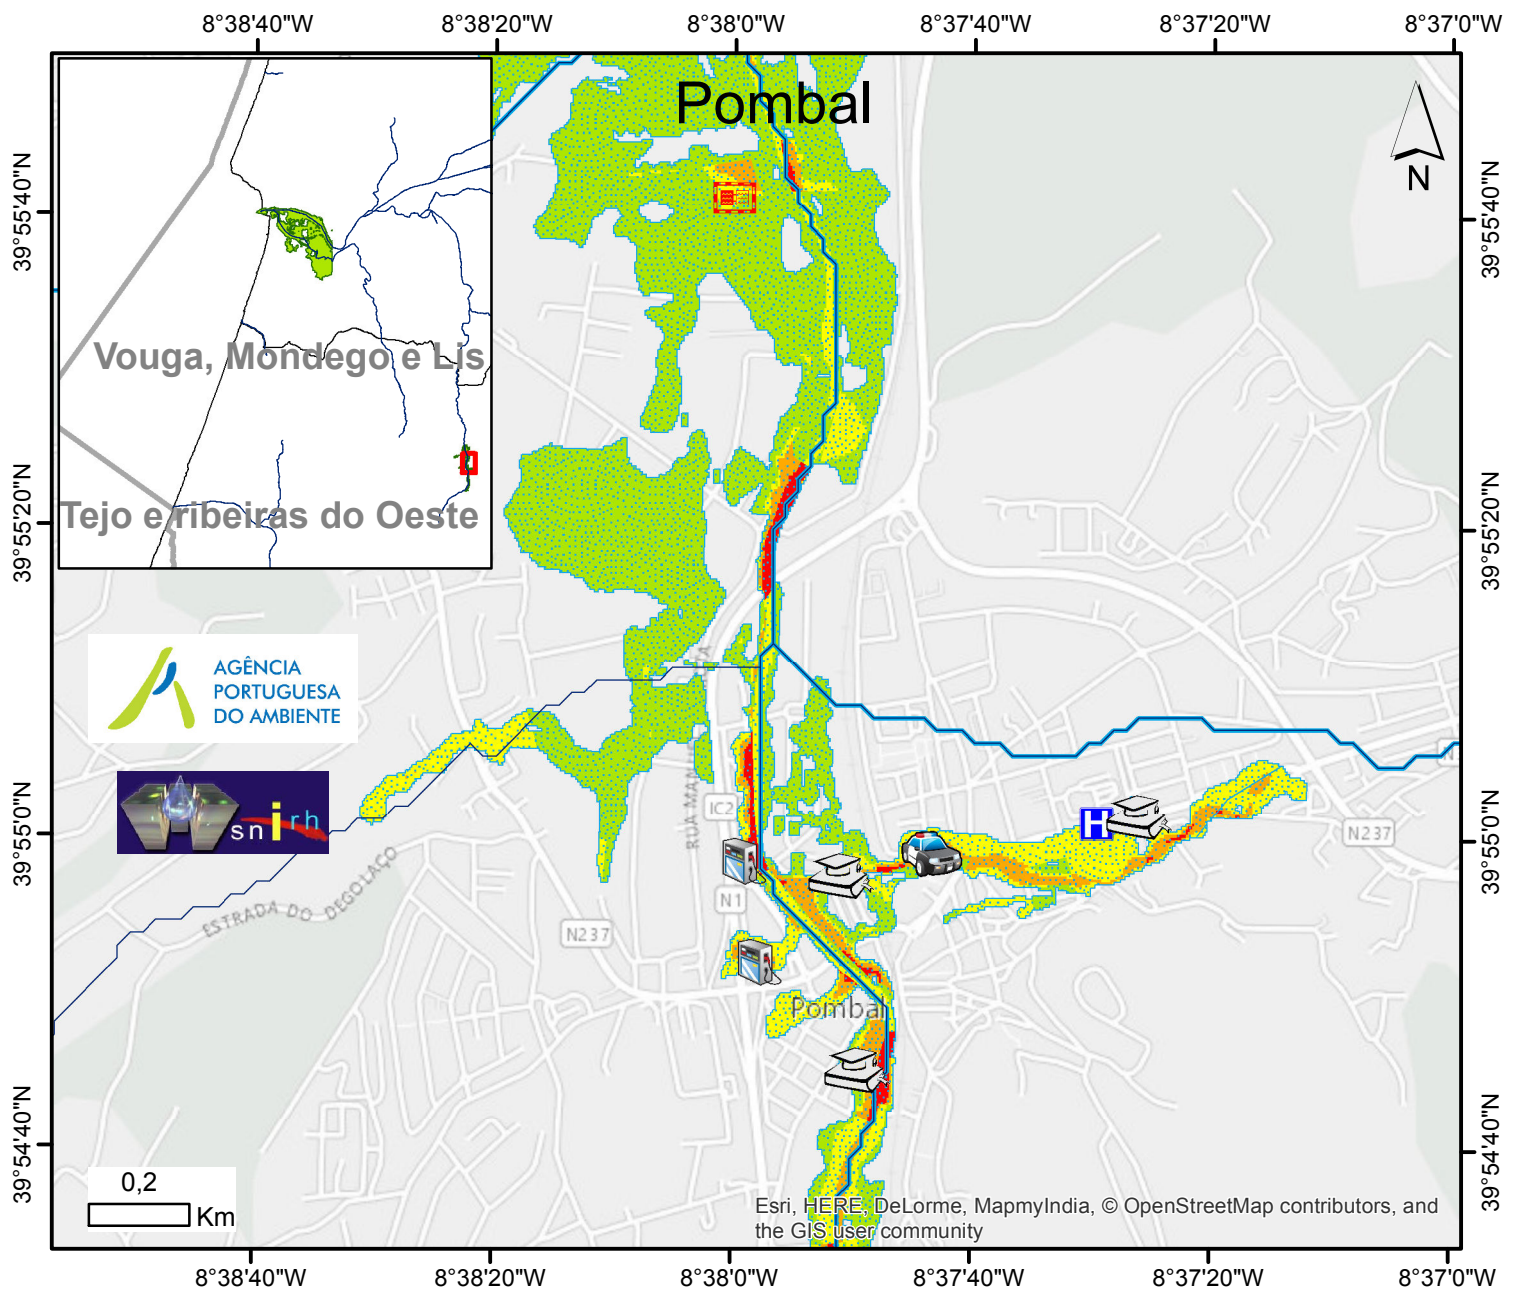 8°38'40"W
8°38'20"W
8°38'0"W
8°37'40"W
8°37'20"W
8°37'0"W
Pombal
N
39°55'40"N
39°55'40"N
Vouga, Mondego e Lis
Tejo e ribeiras do Oeste
39°55'20"N
39°55'20"N
AGÊNCIA
PORTUGUESA
DO AMBIENTE
snirh
IC2
H
N237
39°55'0"N
39°55'0"N
ESTRADA DO DEGOLAÇO
N1
N237
Pombal
39°54'40"N
39°54'40"N
0,2
Km
Esri, HERE, DeLorme, MapmyIndia, © OpenStreetMap contributors, and
the GIS user community
8°38'40"W
8°38'20"W
8°38'0"W
8°37'40"W
8°37'20"W
8°37'0"W